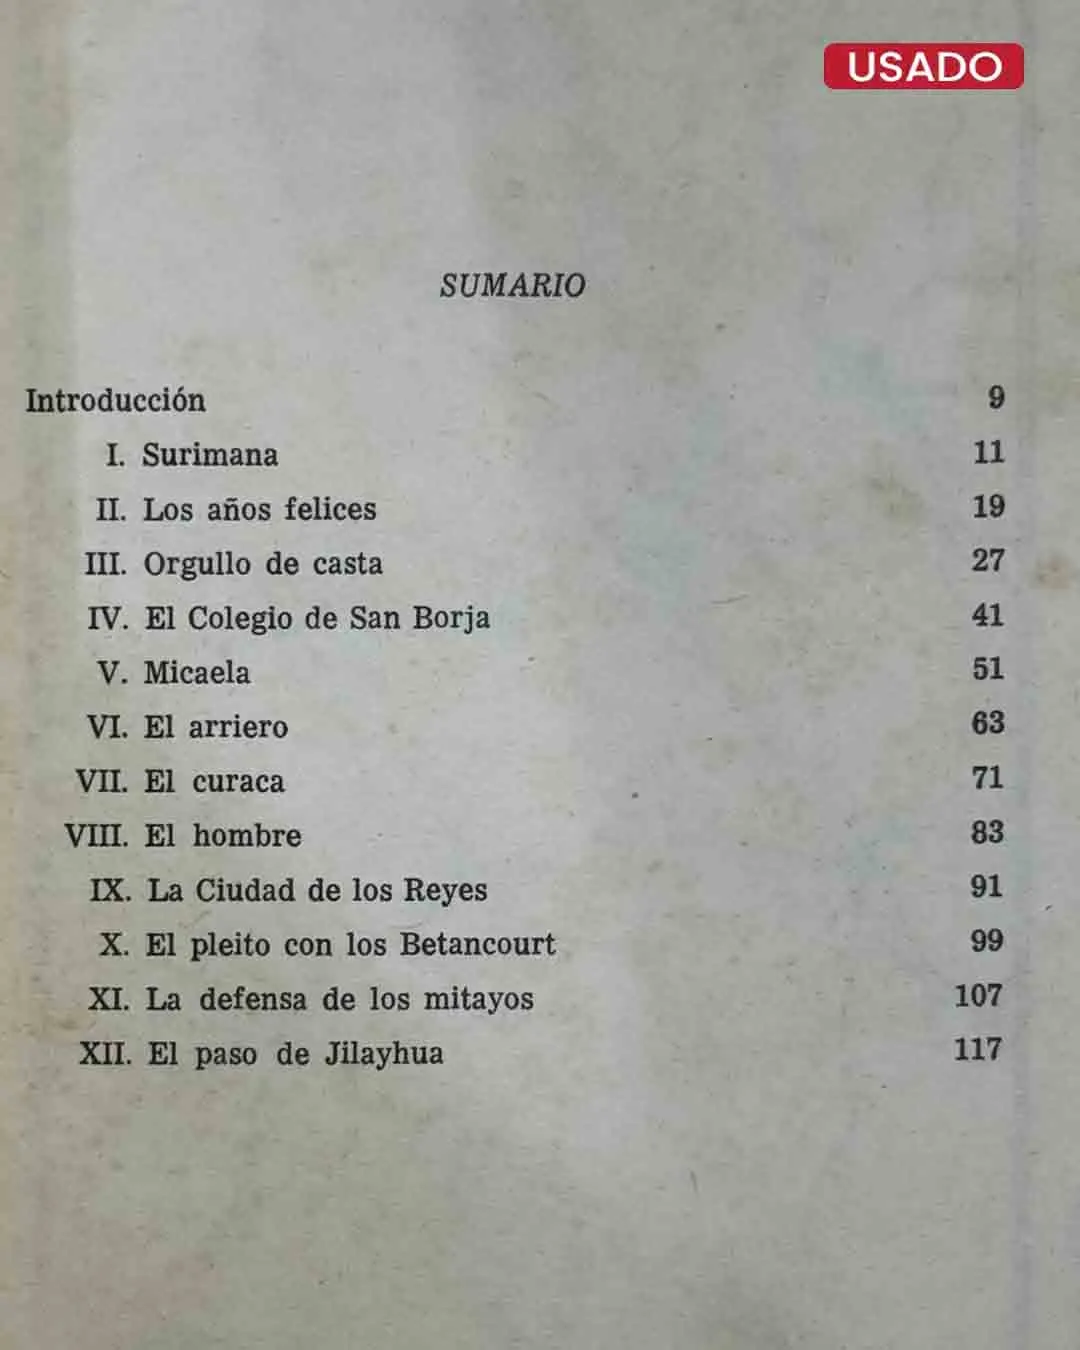 USADO
SUMARIO
Introducción 9
I. Surimana 11
II. Los años felices 19
III. Orgullo de casta 27
IV. El Colegio de San Borja 41
V. Micaela 51
VI. El arriero 63
VII. El curaca 71
VIII. El hombre 83
IX. La Ciudad de los Reyes 91
X. El pleito con los Betancourt 99
XI. La defensa de los mitayos 107
XII. El paso de Jilayhua 117